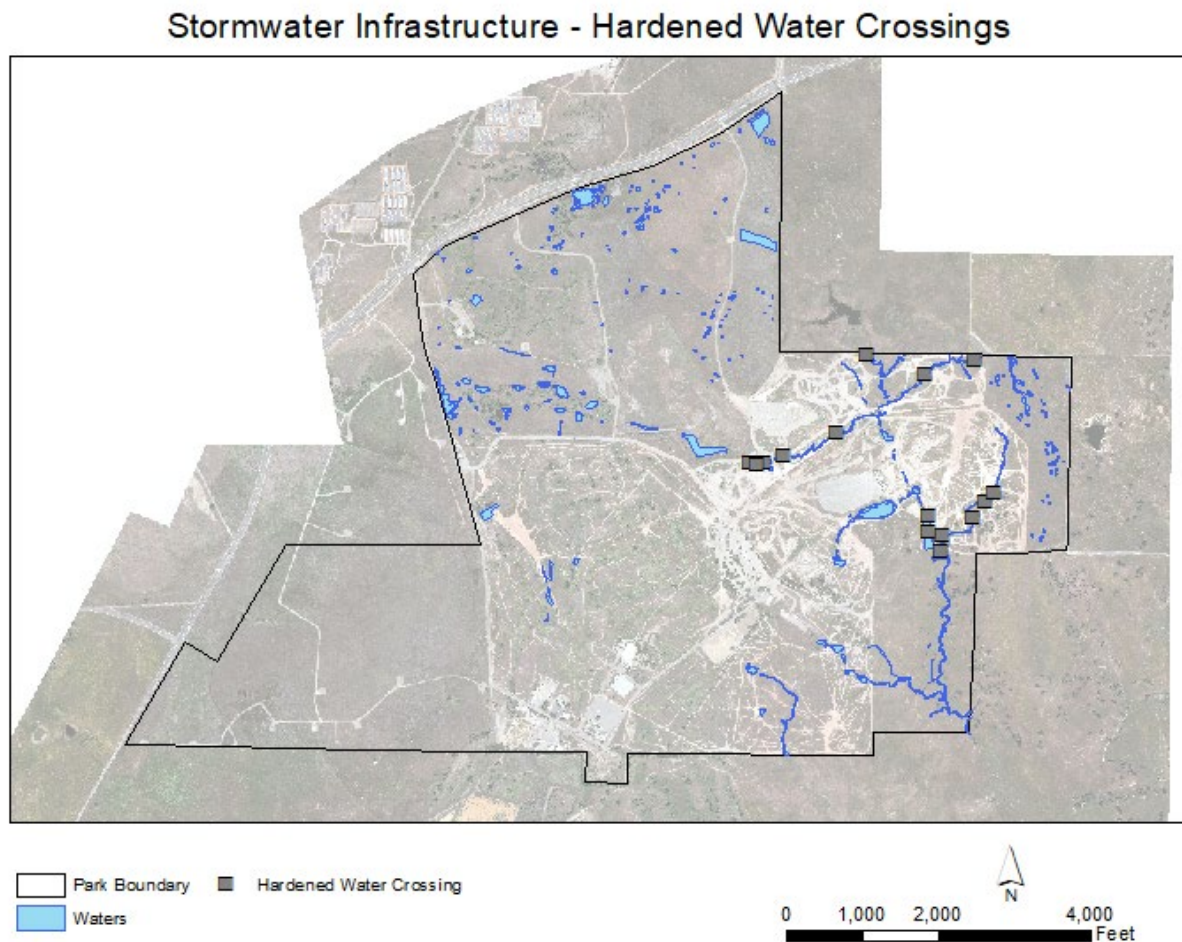 Stormwater Infrastructure - Hardened Water Crossings
Park Boundary
Hardened Water Crossing
Waters
N
0 1,000 2,000 4,000
Feet